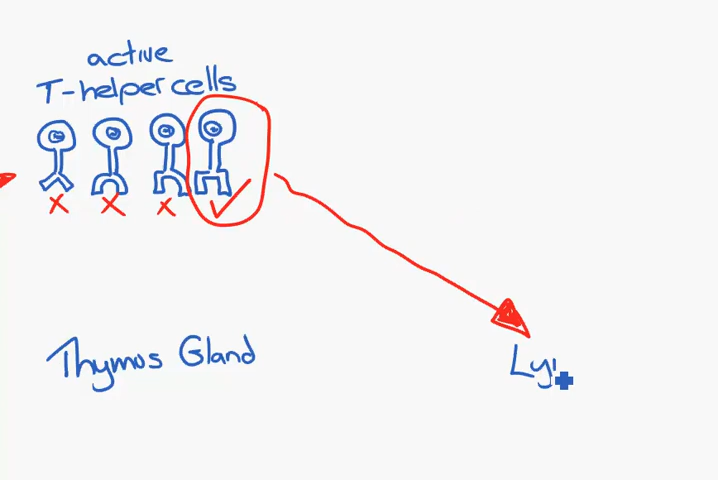 active
T-helper cells
x x x
Thymus Gland
Ly